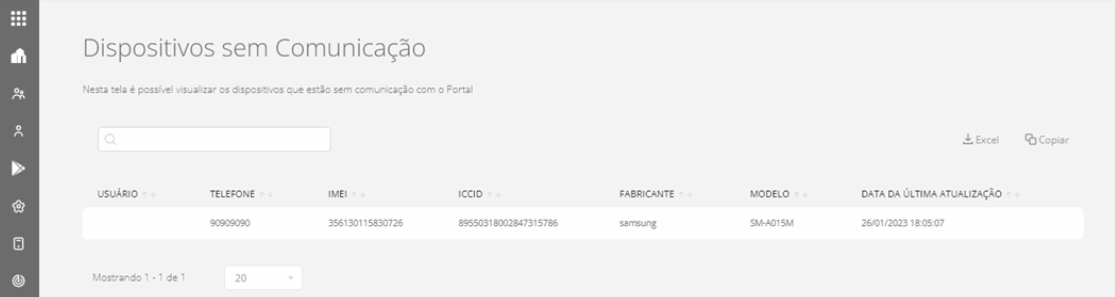 Dispositivos sem Comunicação
Nesta tela é possível visualizar os dispositivos que estão sem comunicação com o Portal
Excel Copiar
USUÁRIO TELEFONE IMEI ICCID FABRICANTE MODELO DATA DA ÚLTIMA ATUALIZAÇÃO
90909090 356130115830726 89550318002847315786 samsung SM-A015M 26/01/2023 18:05:07
Mostrando 1 - 1 de 1 20